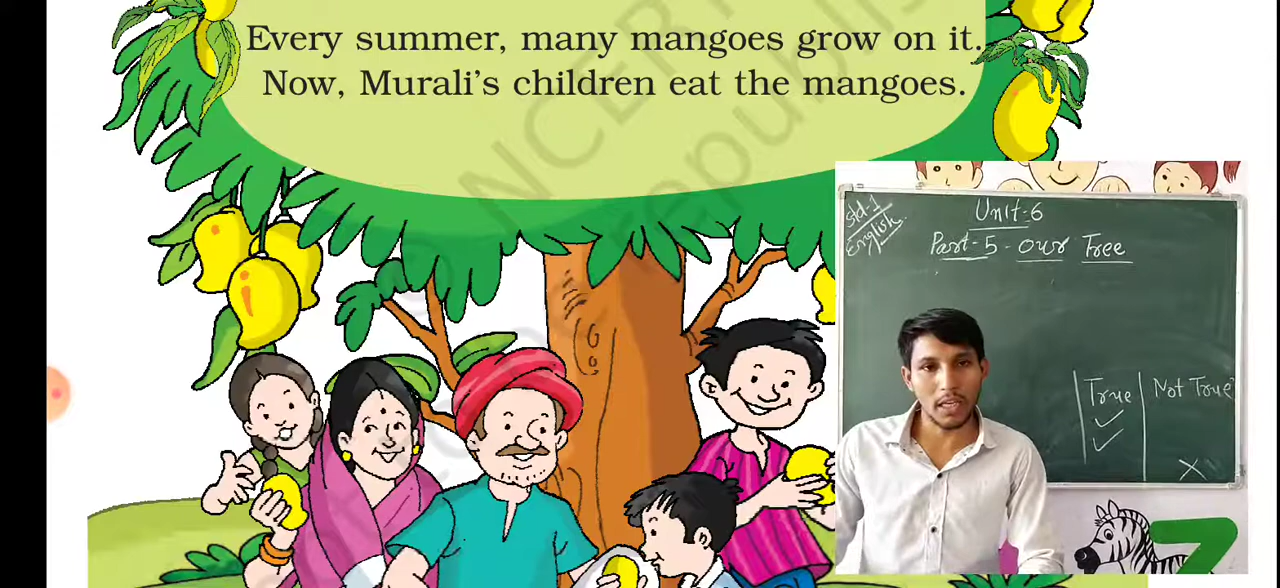 Every summer, many mangoes grow on it.
Now, Murali's children eat the mangoes.
Std-1
English
Unit-6
Part-5-Our Tree
True
Not True